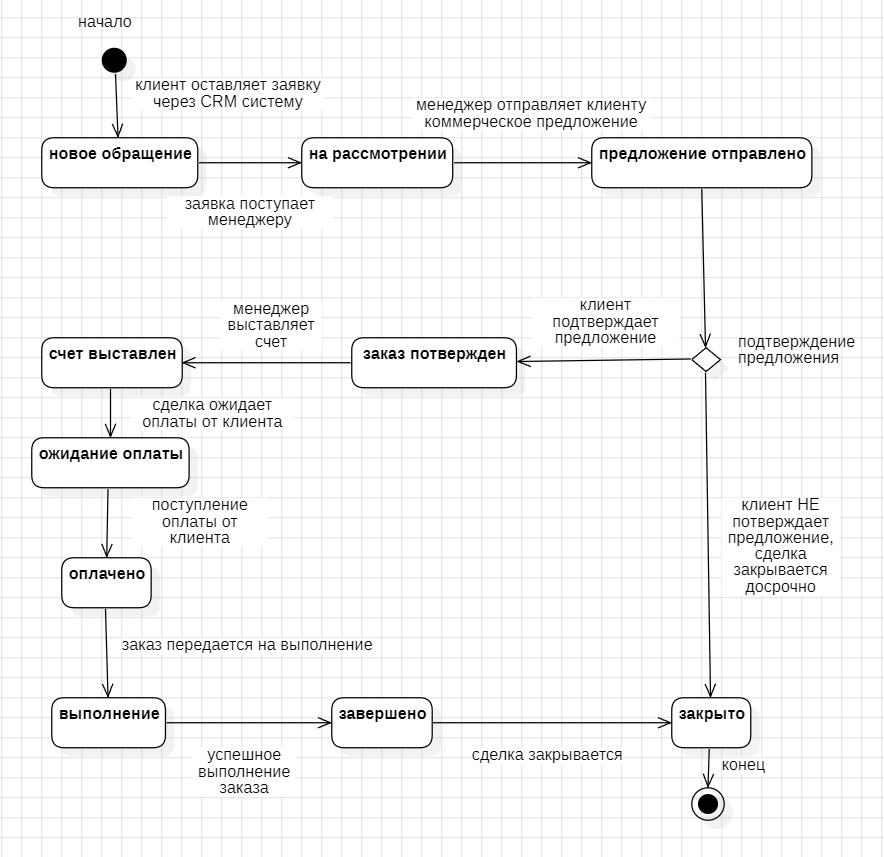 начало
клиент оставляет заявку
через CRM систему
менеджер отправляет клиенту
коммерческое предложение
новое обращение
на рассмотрении
предложение отправлено
заявка поступает
менеджеру
менеджер
выставляет
счет
клиент
подтверждает
предложение
подтверждение
предложения
счет выставлен
заказ потвержден
сделка ожидает
оплаты от клиента
ожидание оплаты
поступление
оплаты от
клиента
клиент НЕ
потверждает
предложение,
сделка
закрывается
досрочно
оплачено
заказ передается на выполнение
выполнение
завершено
закрыто
успешное
выполнение
заказа
сделка закрывается
конец